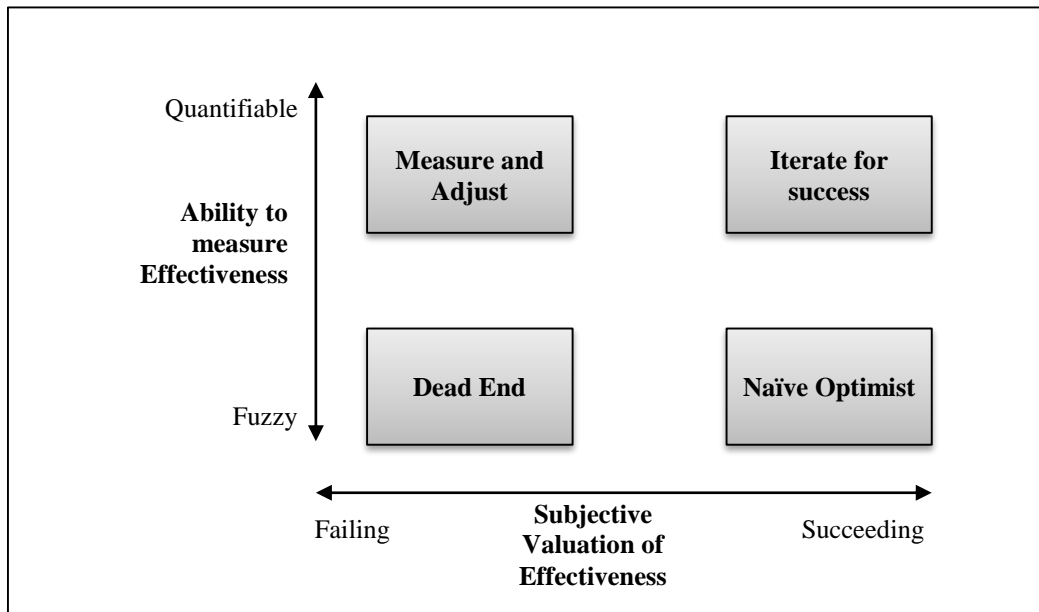 Quantifiable
Measure and
Adjust
Iterate for
success
Ability to
measure
Effectiveness
Dead End
Naïve Optimist
Fuzzy
Failing
Subjective
Valuation of
Effectiveness
Succeeding